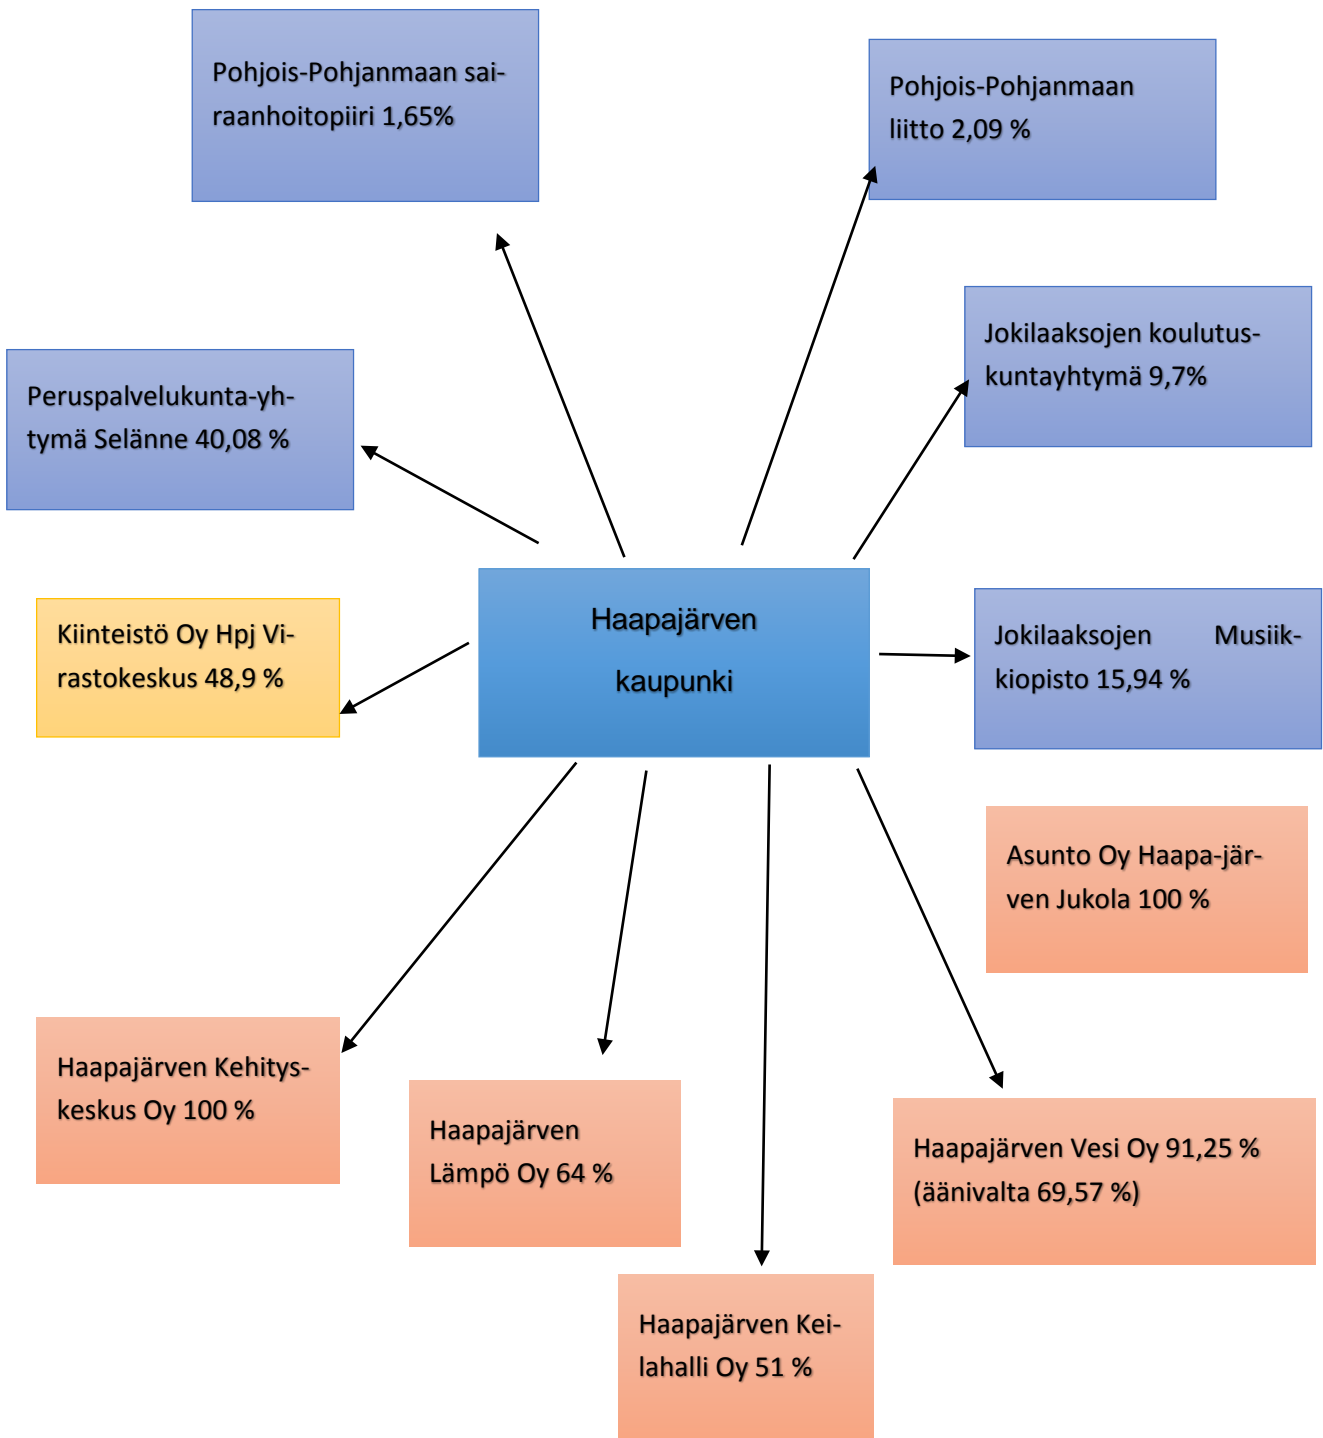 Pohjois-Pohjanmaan sai-
raanhoitopiiri 1,65%
Pohjois-Pohjanmaan
liitto 2,09 %
Jokilaaksojen koulutus-
kuntayhtymä 9,7%
Peruspalvelukunta-yh-
tymä Selänne 40,08 %
Kiinteistö Oy Hpj Vi-
rastokeskus 48,9 %
Haapajärven
kaupunki
Jokilaaksojen Musiik-
kiopisto 15,94 %
Asunto Oy Haapa-jär-
ven Jukola 100 %
Haapajärven Kehitys-
keskus Oy 100 %
Haapajärven
Lämpö Oy 64 %
Haapajärven Vesi Oy 91,25 %
(äänivalta 69,57 %)
Haapajärven Kei-
lahalli Oy 51 %